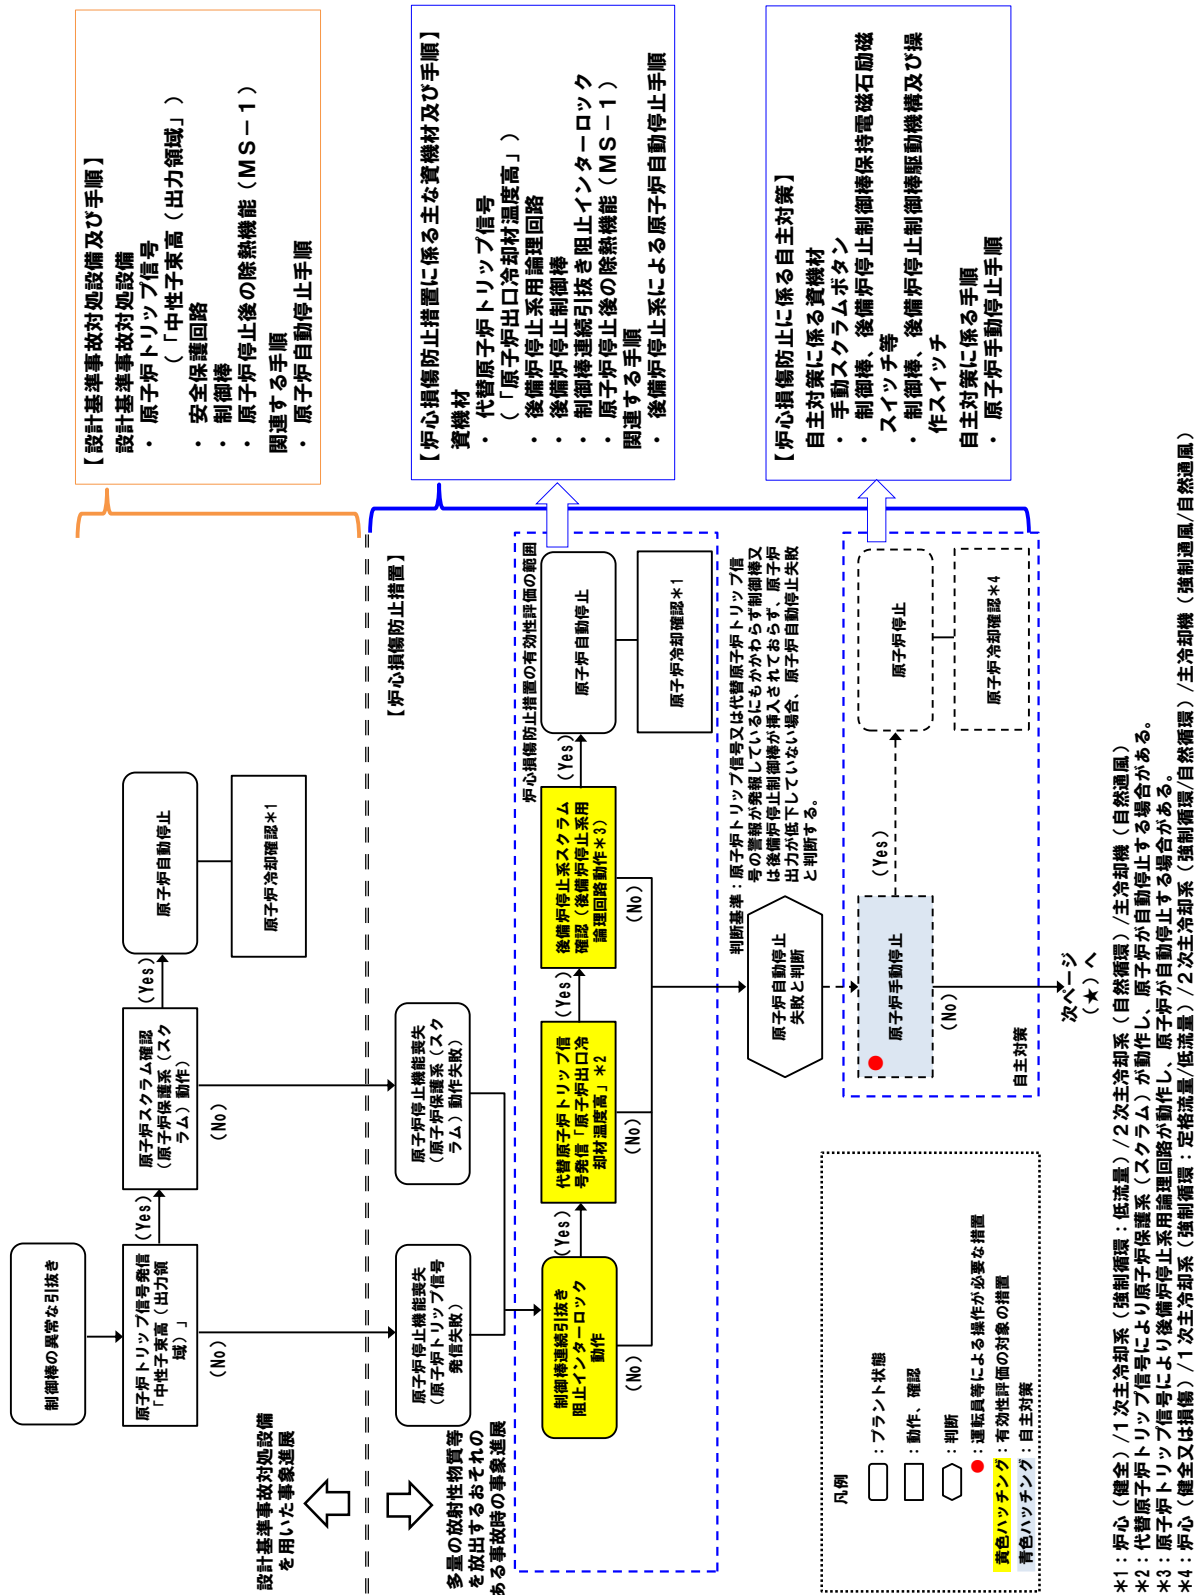 制御棒の異常な引抜き
原子炉トリップ信号発信
「中性子束高（出力領
域）」
(Yes)
(No)
原子炉スクラム確認
（原子炉保護系（スク
ラム）動作）
(Yes)
(No)
原子炉自動停止
原子炉冷却確認＊1
【設計基準事故対処設備及び手順】
設計基準事故対処設備
・ 原子炉トリップ信号
（「中性子束高（出力領域」）
・ 安全保護回路
・ 制御棒
・ 原子炉停止後の除熱機能（ＭＳ－１）
関連する手順
・ 原子炉自動停止手順
設計基準事故対処設備
を用いた事象進展
多量の放射性物質等
を放出するおそれの
ある事故時の事象進展
【炉心損傷防止措置】
原子炉停止機能喪失
（原子炉トリップ信号
発信失敗）
原子炉停止機能喪失
（原子炉保護系（スク
ラム）動作失敗）
炉心損傷防止措置の有効性評価の範囲
制御棒連続引抜き
阻止インターロック
動作
(Yes)
(No)
代替原子炉トリップ信
号発信「原子炉出口冷
却材温度高」＊2
(Yes)
(No)
後備炉停止系スクラム
確認（後備炉停止系用
論理回路動作＊3）
(Yes)
(No)
原子炉自動停止
原子炉冷却確認＊1
【炉心損傷防止措置に係る主な資機材及び手順】
資機材
・ 代替原子炉トリップ信号
（「原子炉出口冷却材温度高」）
・ 後備炉停止系用論理回路
・ 後備炉停止制御棒
・ 制御棒連続引抜き阻止インターロック
・ 原子炉停止後の除熱機能（ＭＳ－１）
関連する手順
・ 後備炉停止系による原子炉自動停止手順
原子炉自動停止
失敗と判断
判断基準：原子炉トリップ信号又は代替原子炉トリップ信
号の警報が発報しているにもかかわらず制御棒又
は後備炉停止制御棒が挿入されておらず、原子炉
出力が低下していない場合、原子炉自動停止失敗
と判断する。
原子炉手動停止
(Yes)
(No)
自主対策
原子炉停止
原子炉冷却確認＊4
【炉心損傷防止に係る自主対策】
自主対策に係る資機材
・ 手動スクラムボタン
・ 制御棒、後備炉停止制御棒保持電磁石励磁
スイッチ等
・ 制御棒、後備炉停止制御棒駆動機構及び操
作スイッチ
自主対策に係る手順
・ 原子炉手動停止手順
次ページ
（★）へ
凡例
：プラント状態
：動作、確認
：判断
●：運転員等による操作が必要な措置
黄色ハッチング：有効性評価の対象の措置
青色ハッチング：自主対策
＊1：炉心（健全）/１次主冷却系（強制循環：低流量）/２次主冷却系（自然循環）/主冷却機（自然通風）
＊2：代替原子炉トリップ信号により原子炉保護系（スクラム）が動作し、原子炉が自動停止する場合がある。
＊3：原子炉トリップ信号により後備炉停止系用論理回路が動作し、原子炉が自動停止する場合がある。
＊4：炉心（健全又は損傷）/１次主冷却系（強制循環：定格流量/低流量）/２次主冷却系（強制循環/自然循環）/主冷却機（強制通風/自然通風）